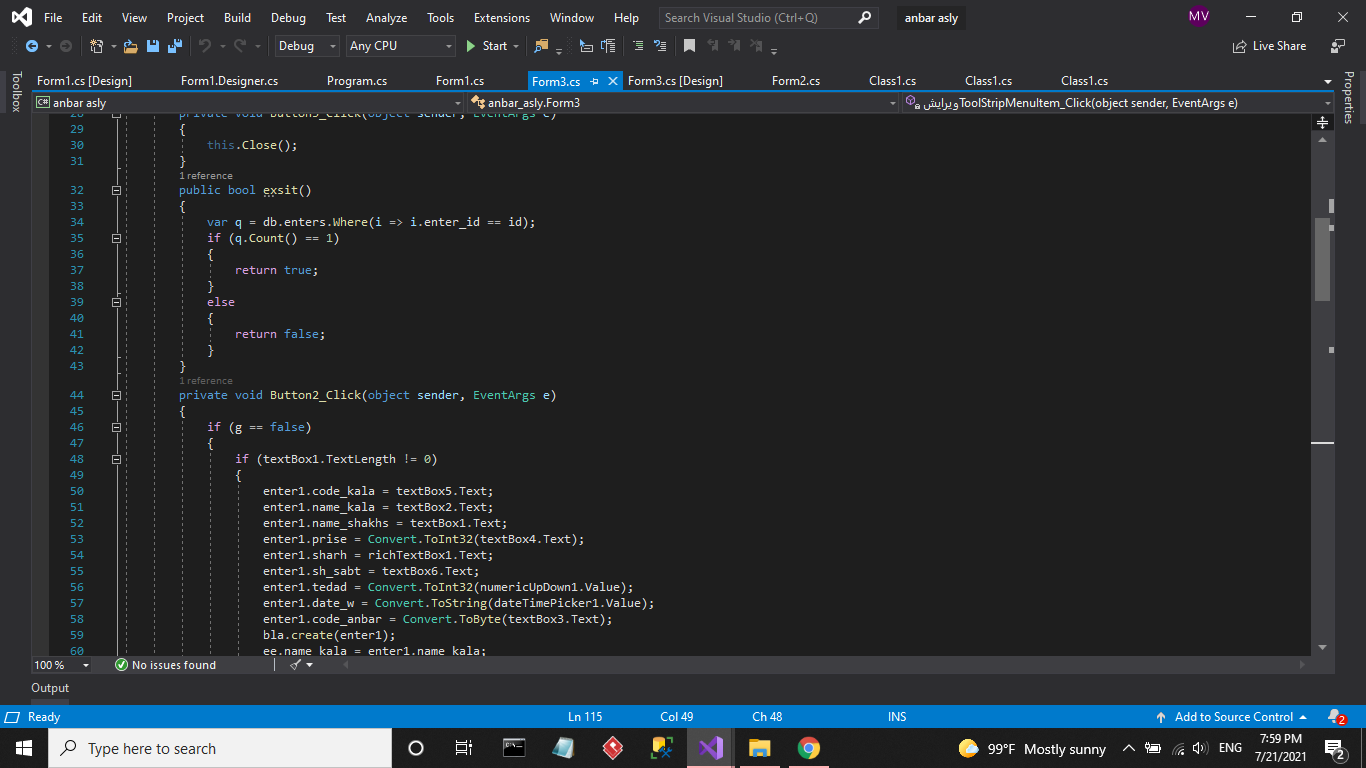 File Edit View Project Build Debug Test Analyze Tools Extensions Window Help Search Visual Studio (Ctrl+Q) anbar asly MV
Debug Any CPU Start Live Share
Form1.cs [Design] Form1.Designer.cs Program.cs Form1.cs Form3.cs Form3.cs [Design] Form2.cs Class1.cs Class1.cs Class1.cs
Toolbox
Properties
C# anbar asly anbar_asly.Form3 ویرایشToolStripMenuItem_Click(object sender, EventArgs e)
28 private void Button3_Click(object sender, EventArgs e)
29 {
30 this.Close();
31 }
1 reference
32 public bool exsit()
33 {
34 var q = db.enters.Where(i => i.enter_id == id);
35 if (q.Count() == 1)
36 {
37 return true;
38 }
39 else
40 {
41 return false;
42 }
43 }
1 reference
44 private void Button2_Click(object sender, EventArgs e)
45 {
46 if (g == false)
47 {
48 if (textBox1.TextLength != 0)
49 {
50 enter1.code_kala = textBox5.Text;
51 enter1.name_kala = textBox2.Text;
52 enter1.name_shakhs = textBox1.Text;
53 enter1.prise = Convert.ToInt32(textBox4.Text);
54 enter1.sharh = richTextBox1.Text;
55 enter1.sh_sabt = textBox6.Text;
56 enter1.tedad = Convert.ToInt32(numericUpDown1.Value);
57 enter1.date_w = Convert.ToString(dateTimePicker1.Value);
58 enter1.code_anbar = Convert.ToByte(textBox3.Text);
59 bla.create(enter1);
60 ee.name_kala = enter1.name_kala;
100 % No issues found
Output
Ready Ln 115 Col 49 Ch 48 INS Add to Source Control 2
Type here to search 99°F Mostly sunny ENG 7:59 PM 7/21/2021 2